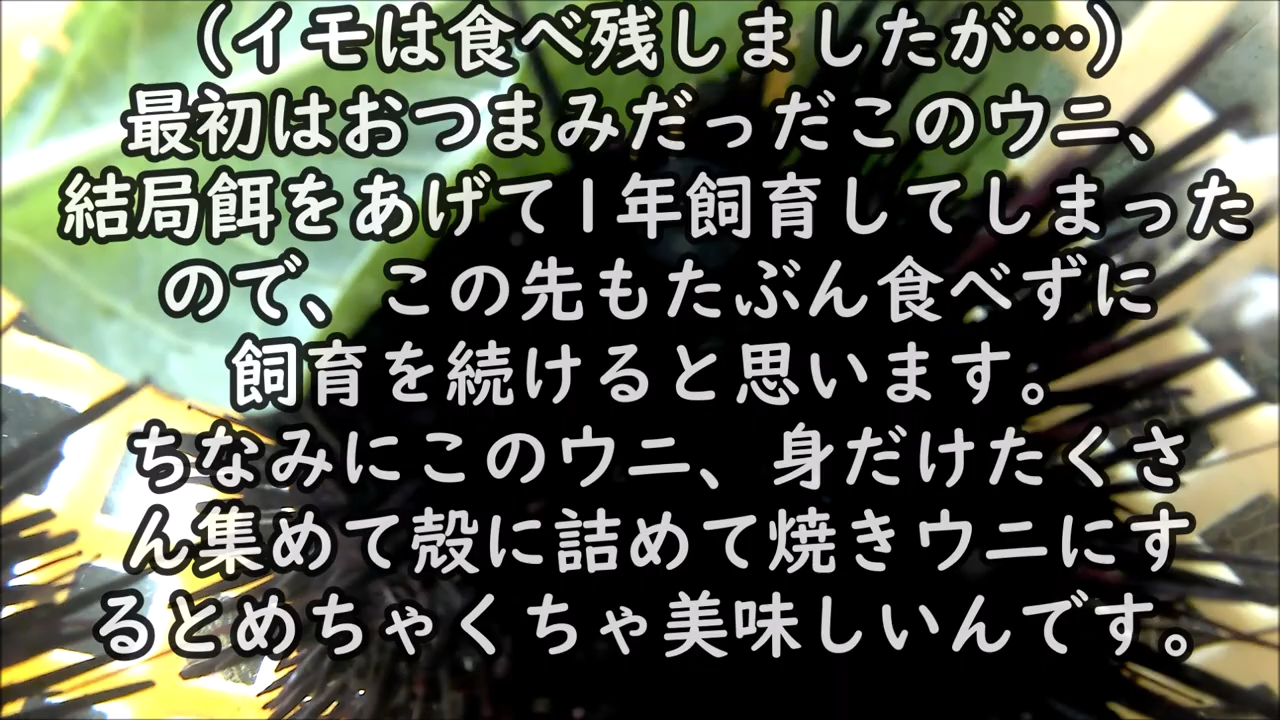 （イモは食べ残しましたが…）
最初はおつまみだっだこのウニ、
結局餌をあげて1年飼育してしまった
ので、この先もたぶん食べずに
飼育を続けると思います。
ちなみにこのウニ、身だけたくさ
ん集めて殻に詰めて焼きウニにす
るとめちゃくちゃ美味しいんです。